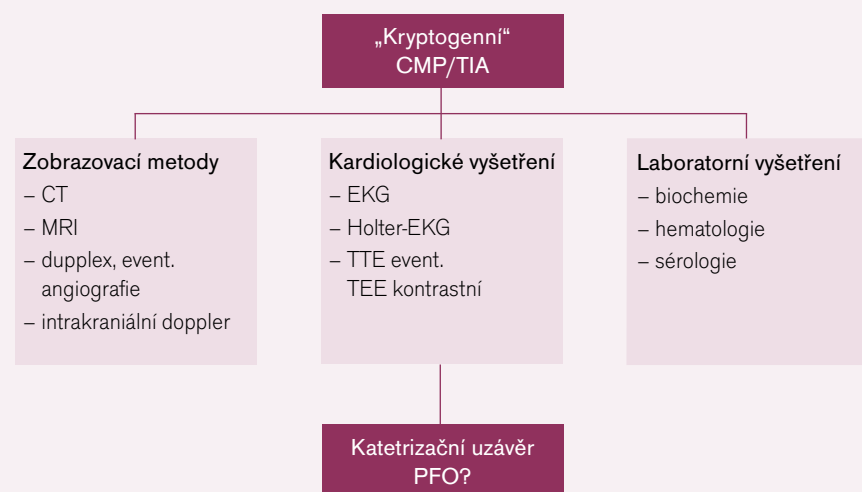 „Kryptogenní“
CMP/TIA
Zobrazovací metody
– CT
– MRI
– dupplex, event.
angiografie
– intrakraniální doppler
Kardiologické vyšetření
– EKG
– Holter-EKG
– TTE event.
TEE kontrastní
Laboratorní vyšetření
– biochemie
– hematologie
– sérologie
Katetrizační uzávěr
PFO?